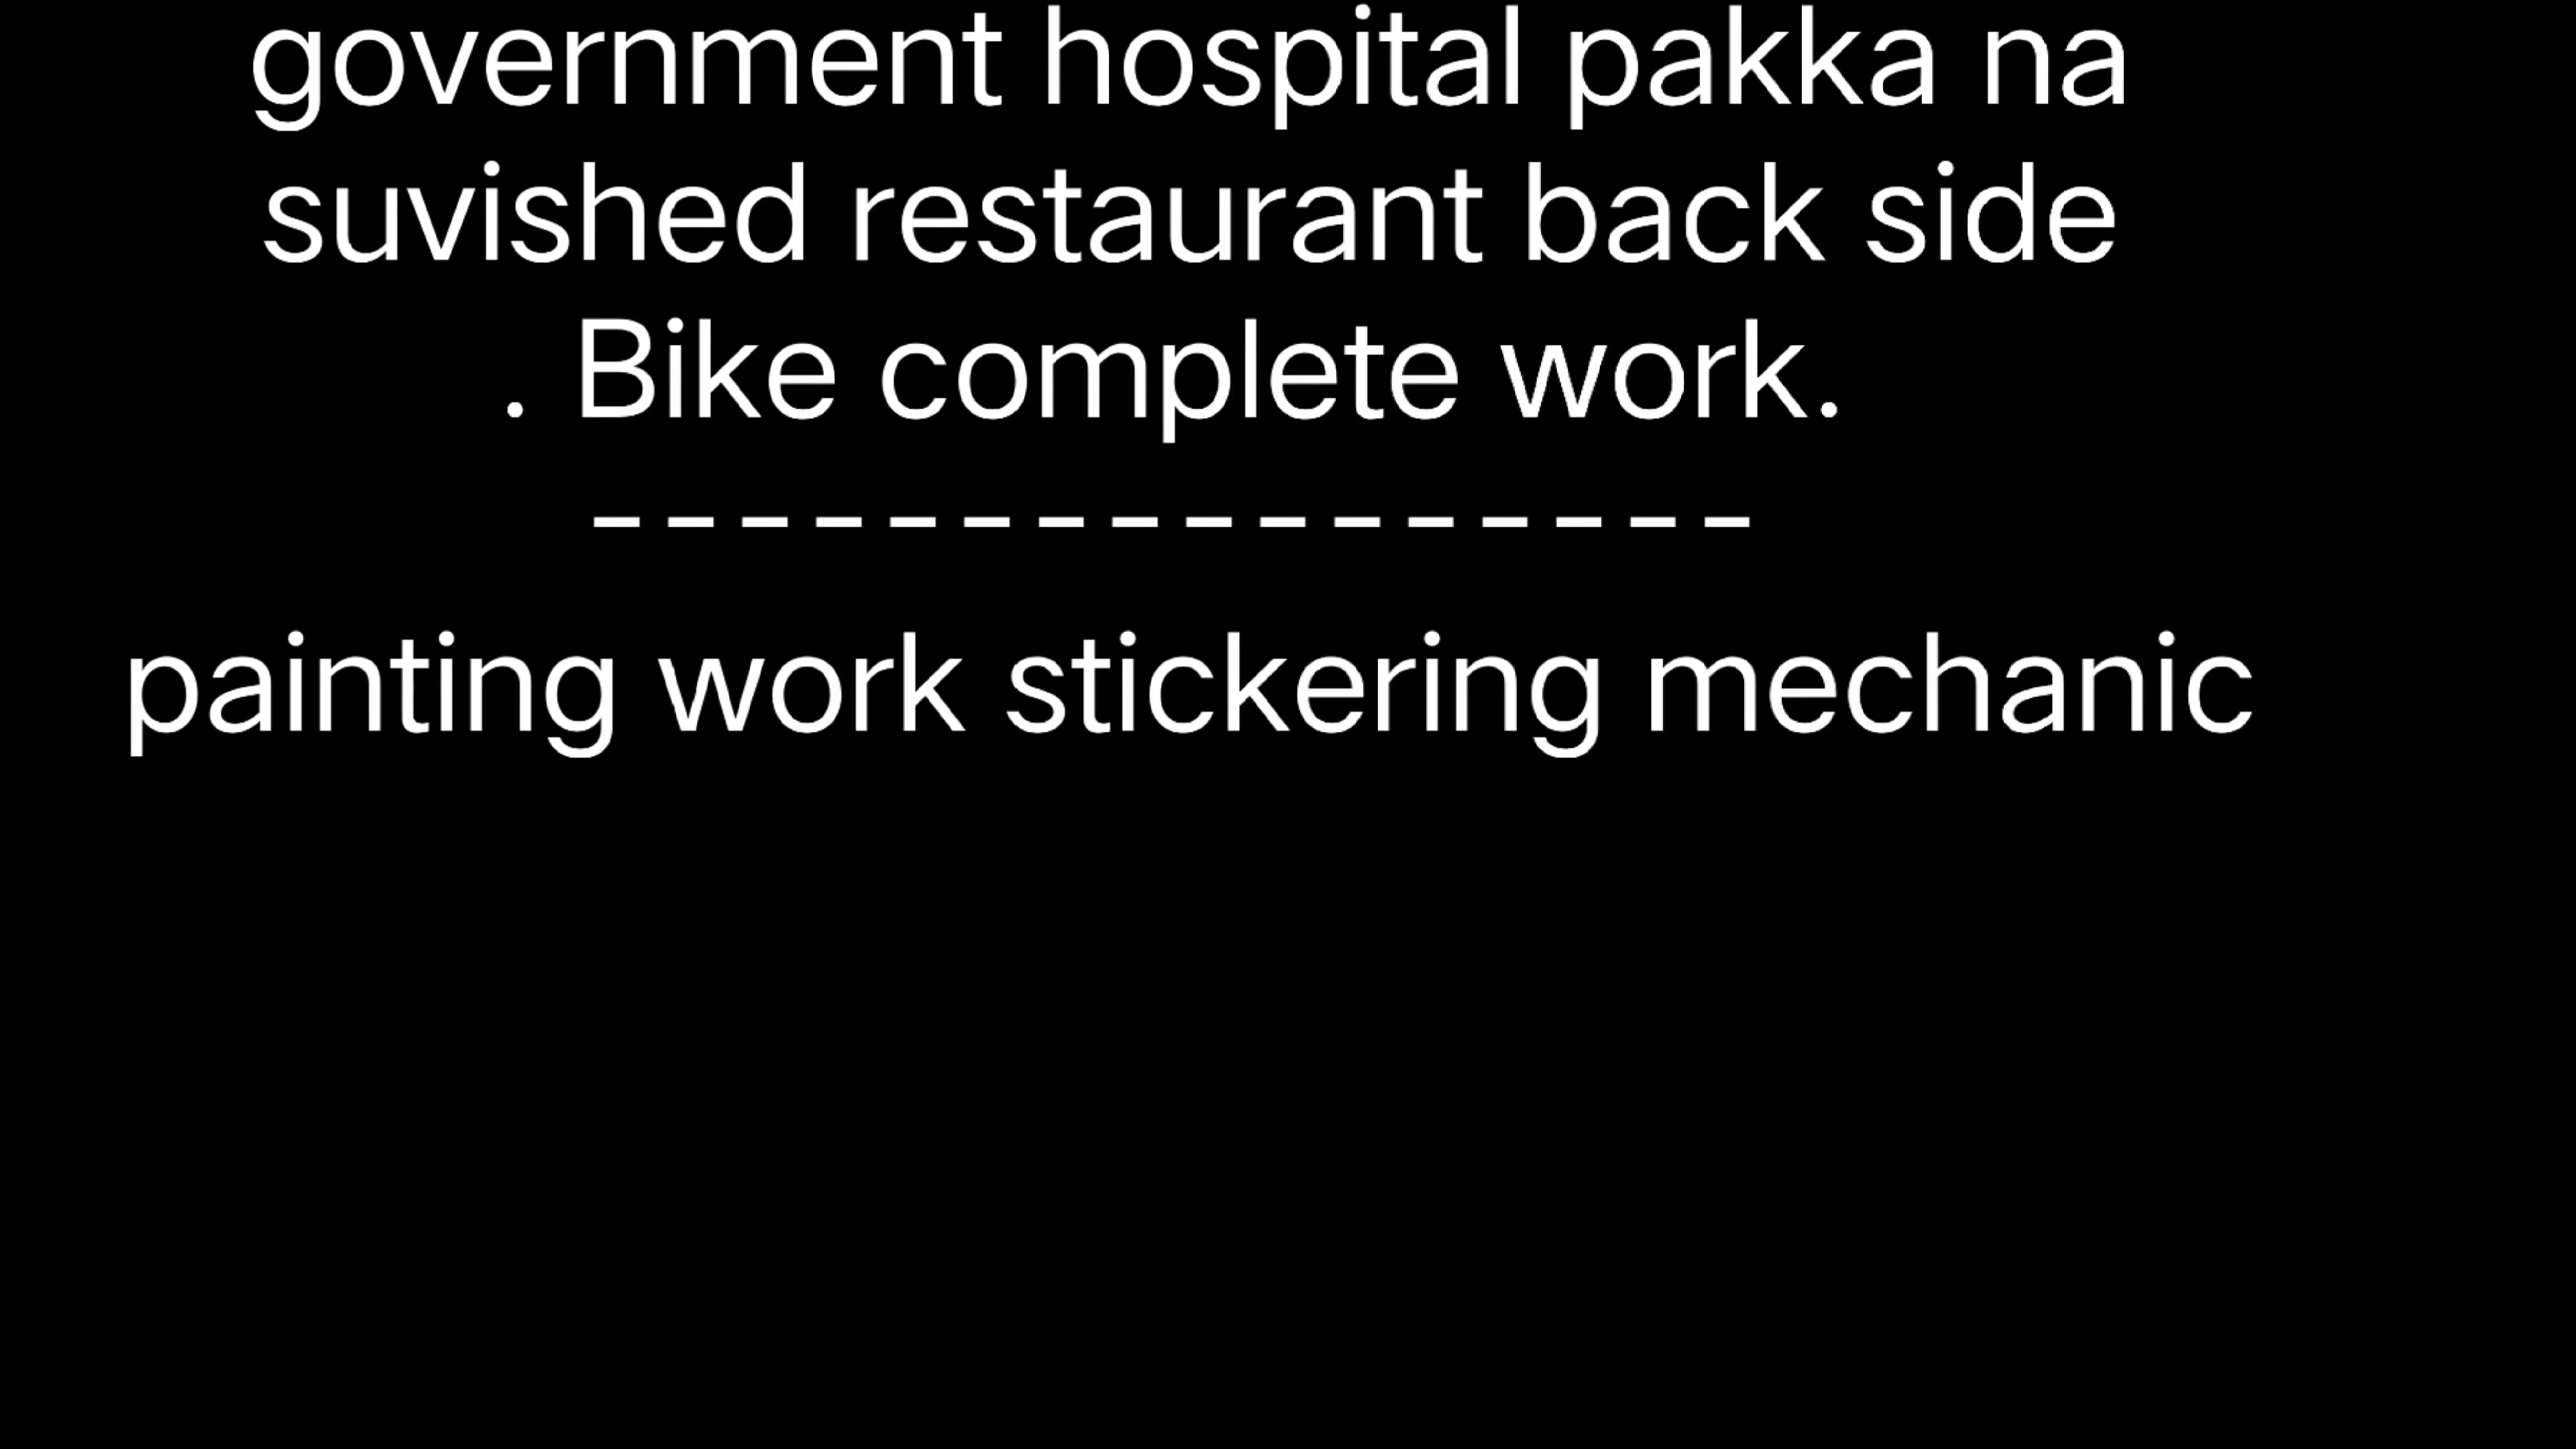 government hospital pakka na
suvished restaurant back side
. Bike complete work.
----------------
painting work stickering mechanic